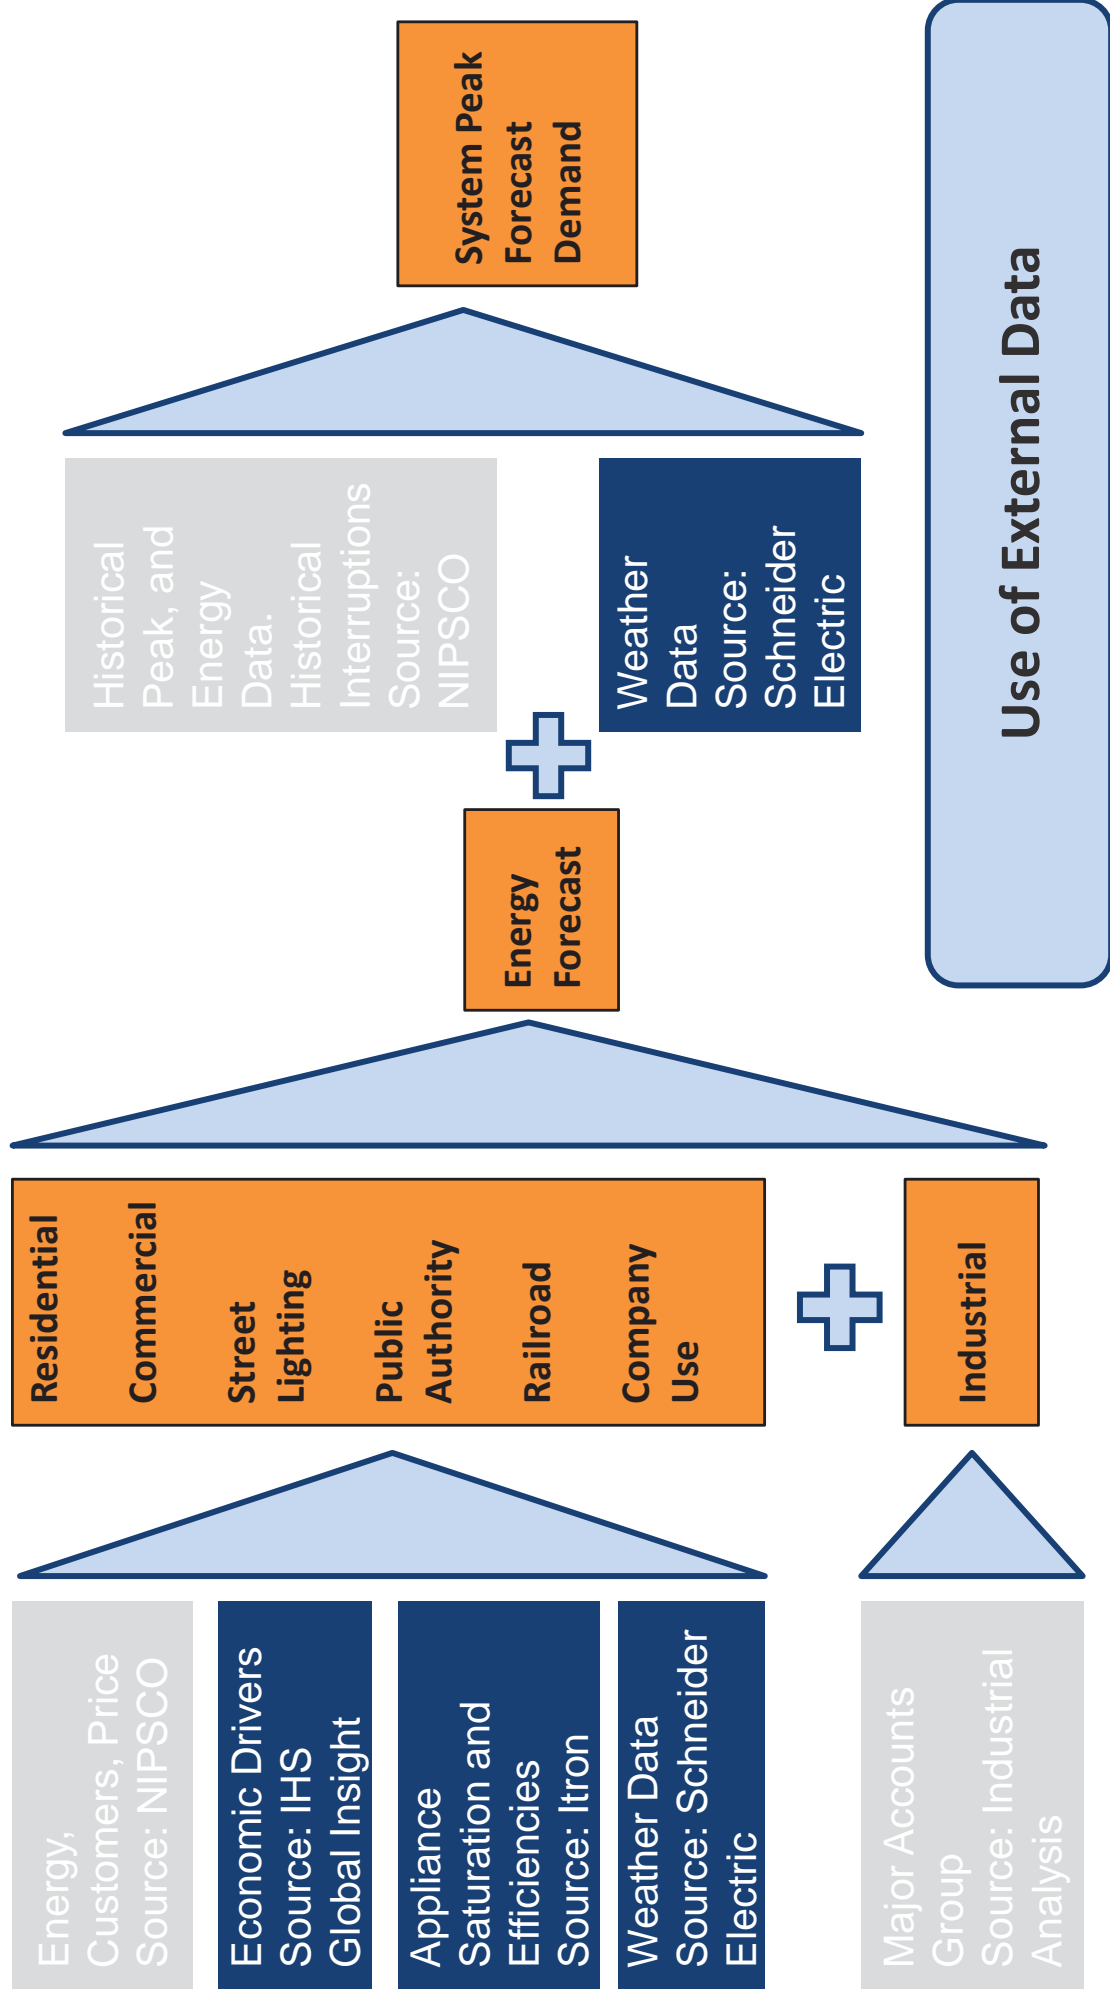 Energy,
Customers, Price
Source: NIPSCO
Economic Drivers
Source: IHS
Global Insight
Appliance
Saturation and
Efficiencies
Source: Itron
Weather Data
Source: Schneider
Electric
Major Accounts
Group
Source: Industrial
Analysis
Residential
Commercial
Street
Lighting
Public
Authority
Railroad
Company
Use
Industrial
Energy
Forecast
Historical
Peak, and
Energy
Data.
Historical
Interruptions
Source:
NIPSCO
Weather
Data
Source:
Schneider
Electric
System Peak
Forecast
Demand
Use of External Data